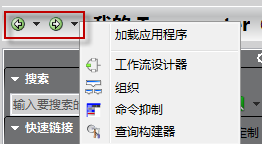 我的
加载应用程序
工作流设计器
搜索
组织
输入要搜索的
命令抑制
快速链接
查询构建器
定制